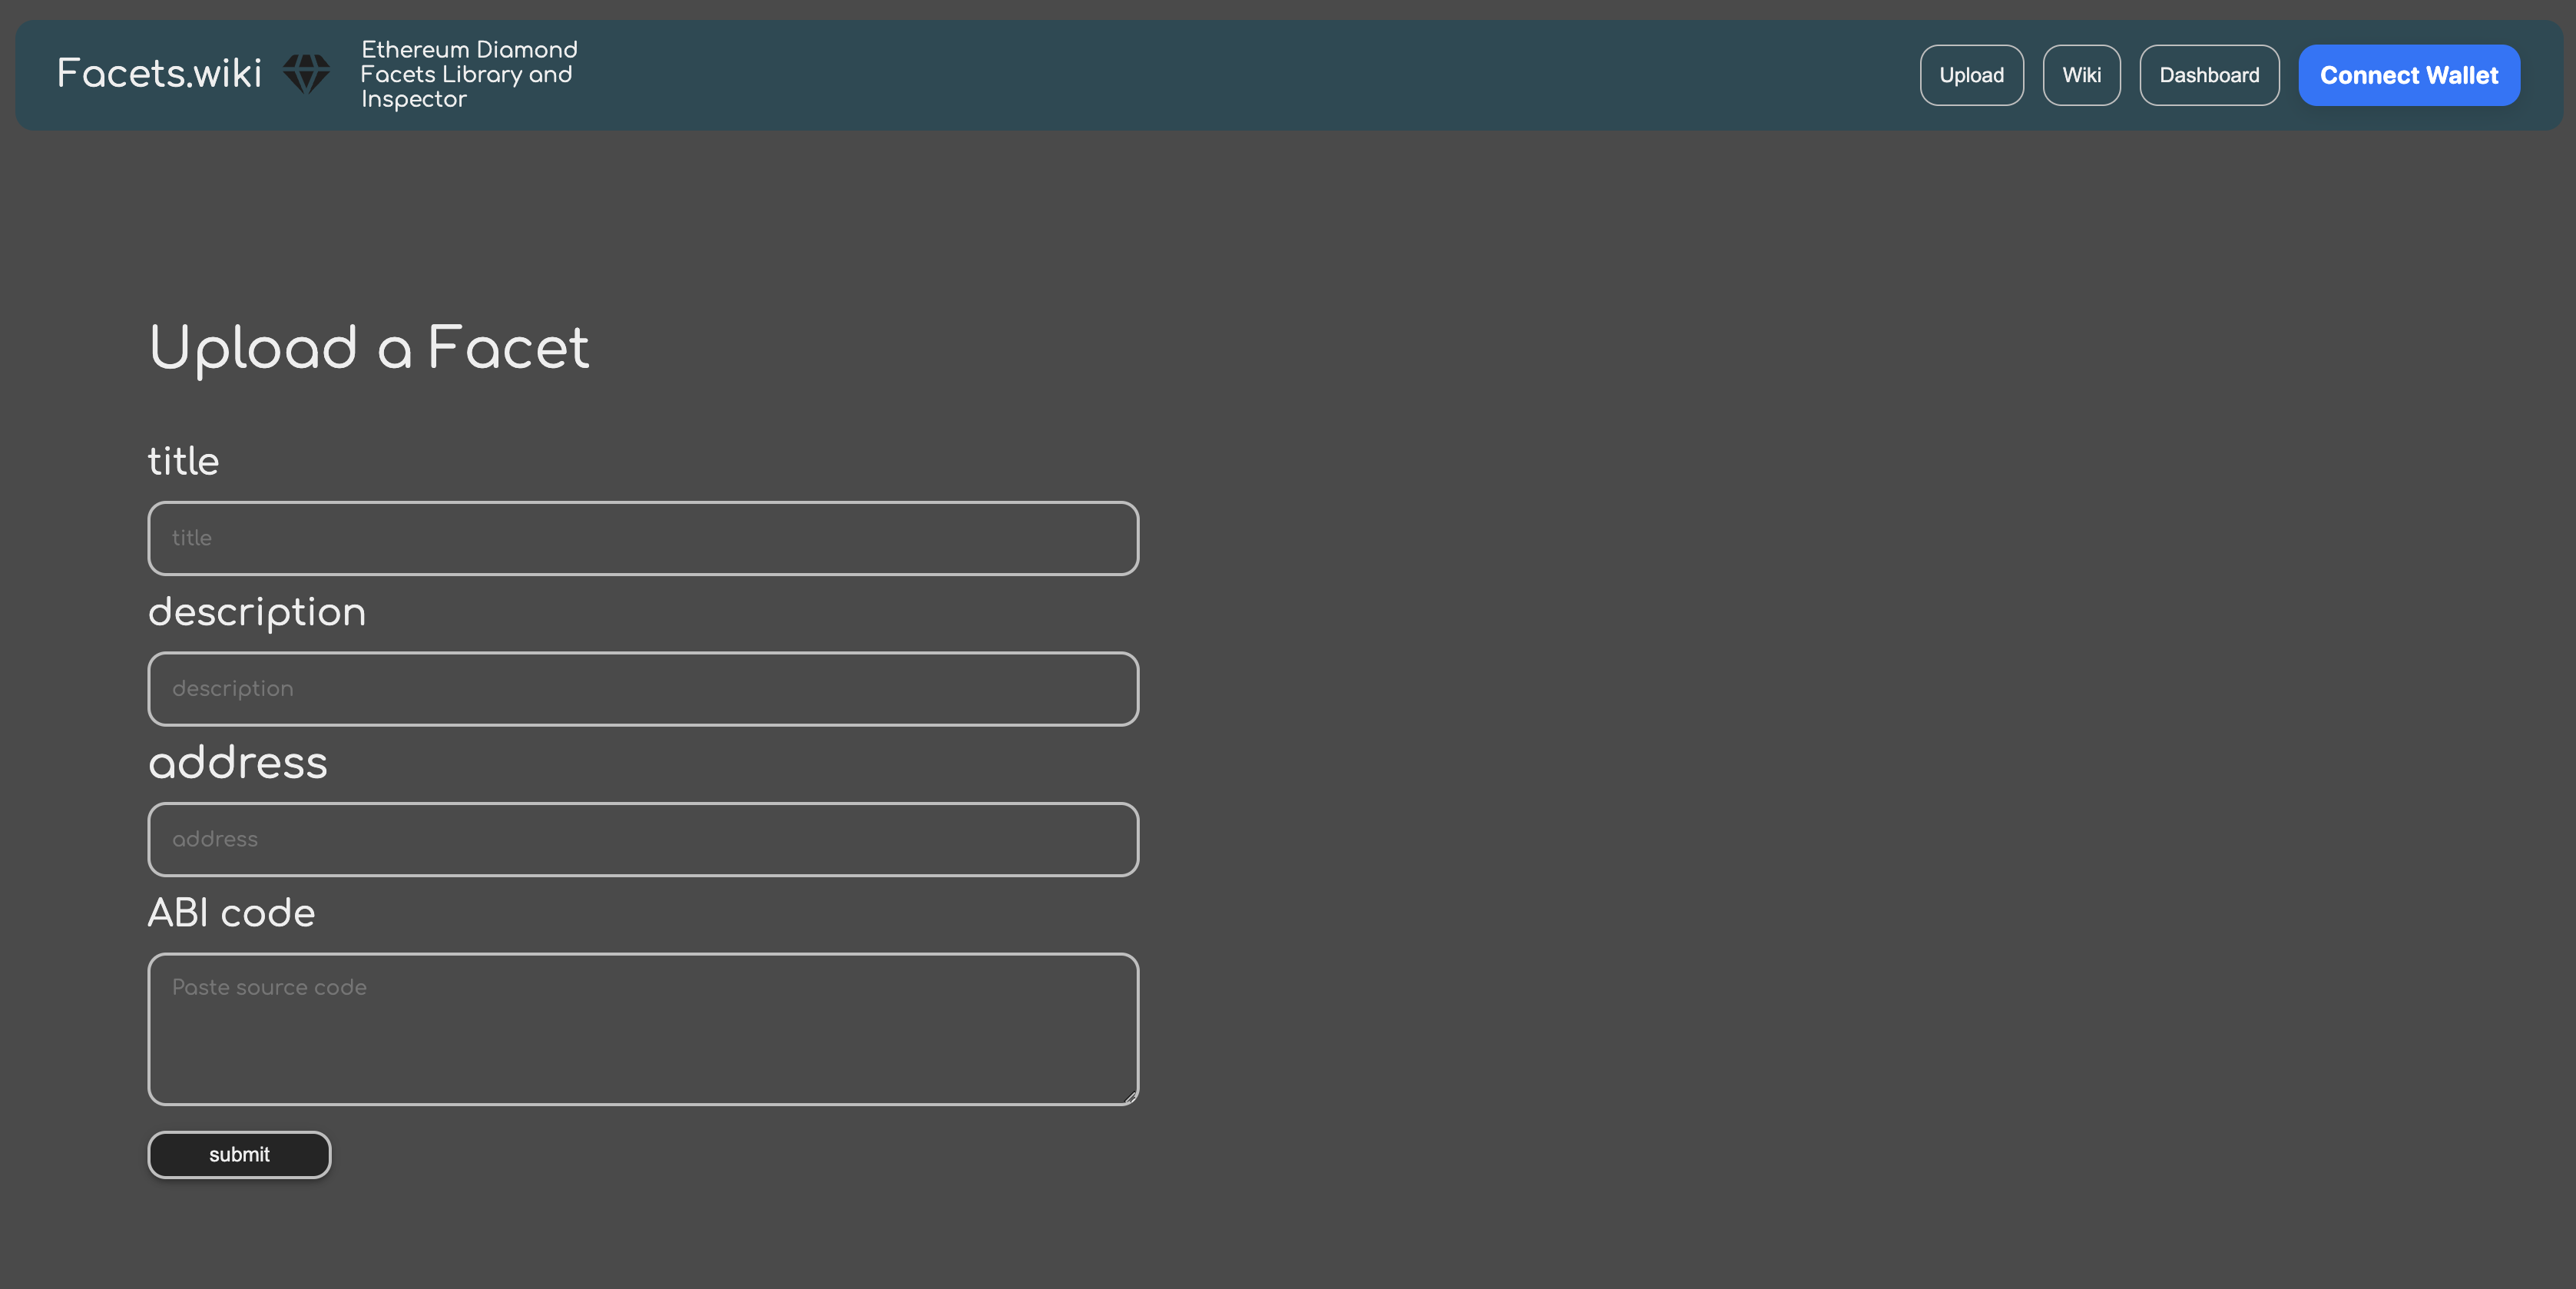 Facets.wiki
Ethereum Diamond
Facets Library and
Inspector
Upload
Wiki
Dashboard
Connect Wallet
Upload a Facet
title
title
description
description
address
address
ABI code
Paste source code
submit